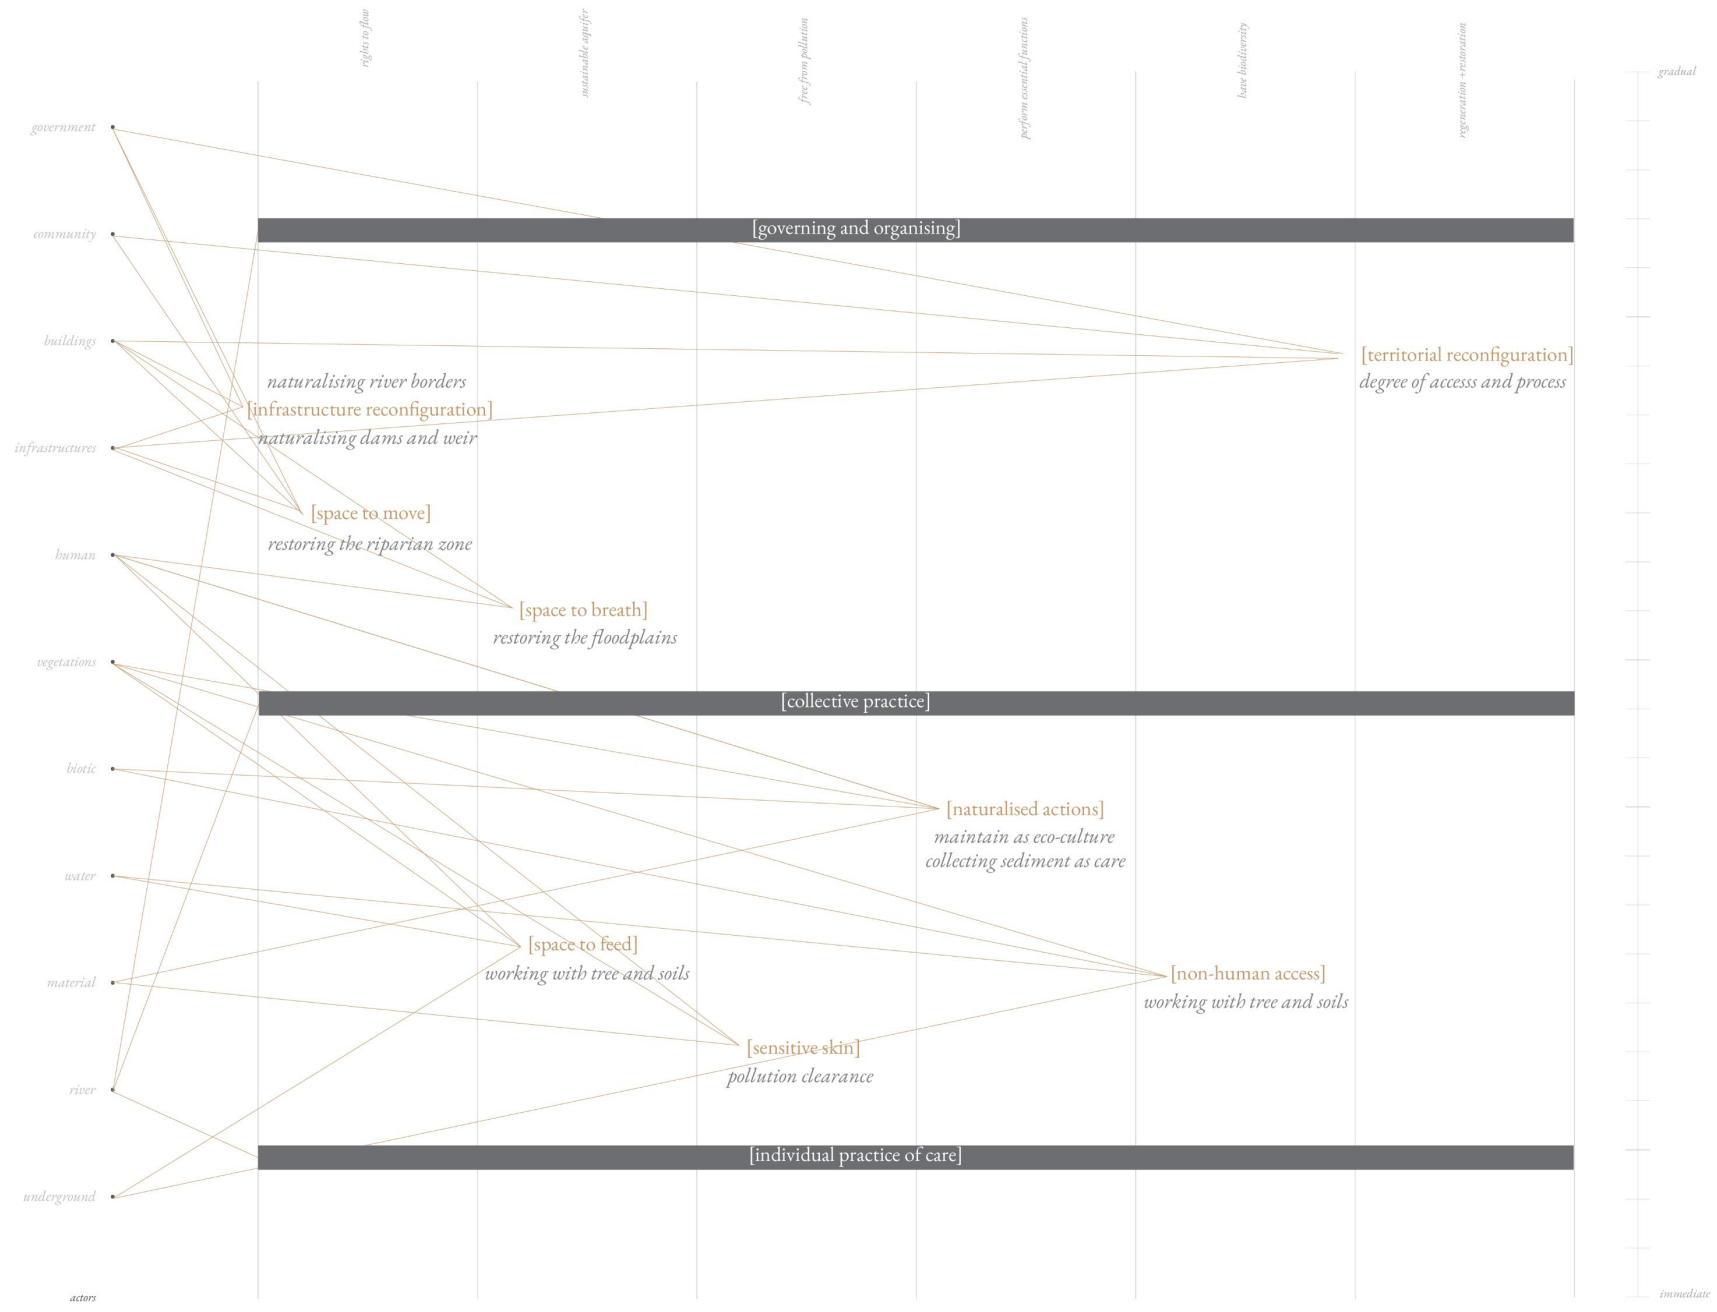 rights to flow
sustainable aquifer
free from pollution
perform essential functions
have biodiversity
regeneration +restoration
gradual
government
[governing and organising]
community
buildings
[territorial reconfiguration]
degree of accesss and process
naturalising river borders
[infrastructure reconfiguration]
naturalising dams and weir
infrastructures
[space to move]
restoring the riparian zone
human
[space to breath]
restoring the floodplains
vegetations
[collective practice]
biotic
[naturalised actions]
maintain as eco-culture
collecting sediment as care
water
[space to feed]
working with tree and soils
[non-human access]
working with tree and soils
material
[sensitive skin]
pollution clearance
river
[individual practice of care]
underground
actors
immediate